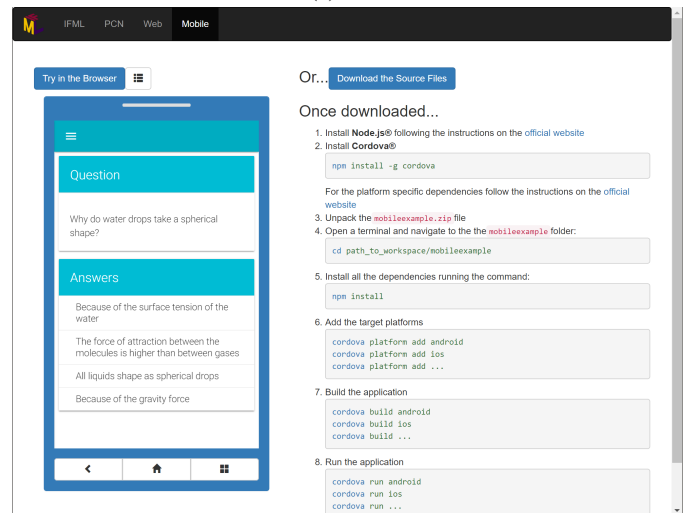 IFML PCN Web Mobile
Try in the Browser
Question
Why do water drops take a spherical
shape?
Answers
Because of the surface tension of the
water
The force of attraction between the
molecules is higher than between gases
All liquids shape as spherical drops
Because of the gravity force
Or... Download the Source Files
Once downloaded...
1. Install Node.js® following the instructions on the official website
2. Install Cordova®
npm install -g cordova
For the platform specific dependencies follow the instructions on the official
website
3. Unpack the mobileexample.zip file
4. Open a terminal and navigate to the the mobileexample folder:
cd path_to_workspace/mobileexample
5. Install all the dependencies running the command:
npm install
6. Add the target platforms
cordova platform add android
cordova platform add ios
cordova platform add ...
7. Build the application
cordova build android
cordova build ios
cordova build ...
8. Run the application
cordova run android
cordova run ios
cordova run ...